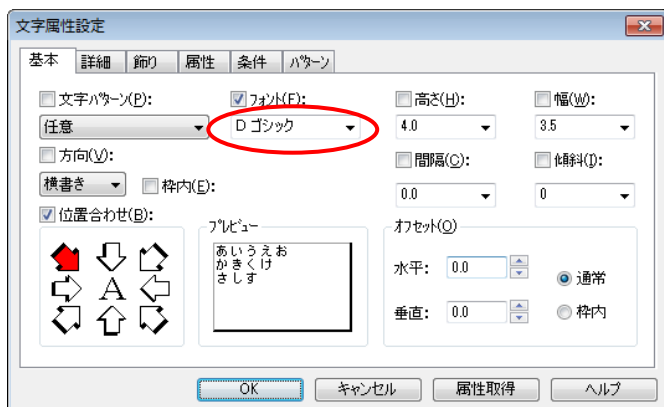 文字属性設定
基本 詳細 飾り 属性 条件 パターン
文字パターン(P): フォント(F): 高さ(H): 幅(W):
任意 D ゴシック 4.0 3.5
方向(V): 間隔(C): 傾斜(I):
横書き 枠内(E): 0.0 0
位置合わせ(B): プレビュー オフセット(O)
A
あいうえお
かきくけ
さしす
水平: 0.0 通常
垂直: 0.0 枠内
OK キャンセル 属性取得 ヘルプ